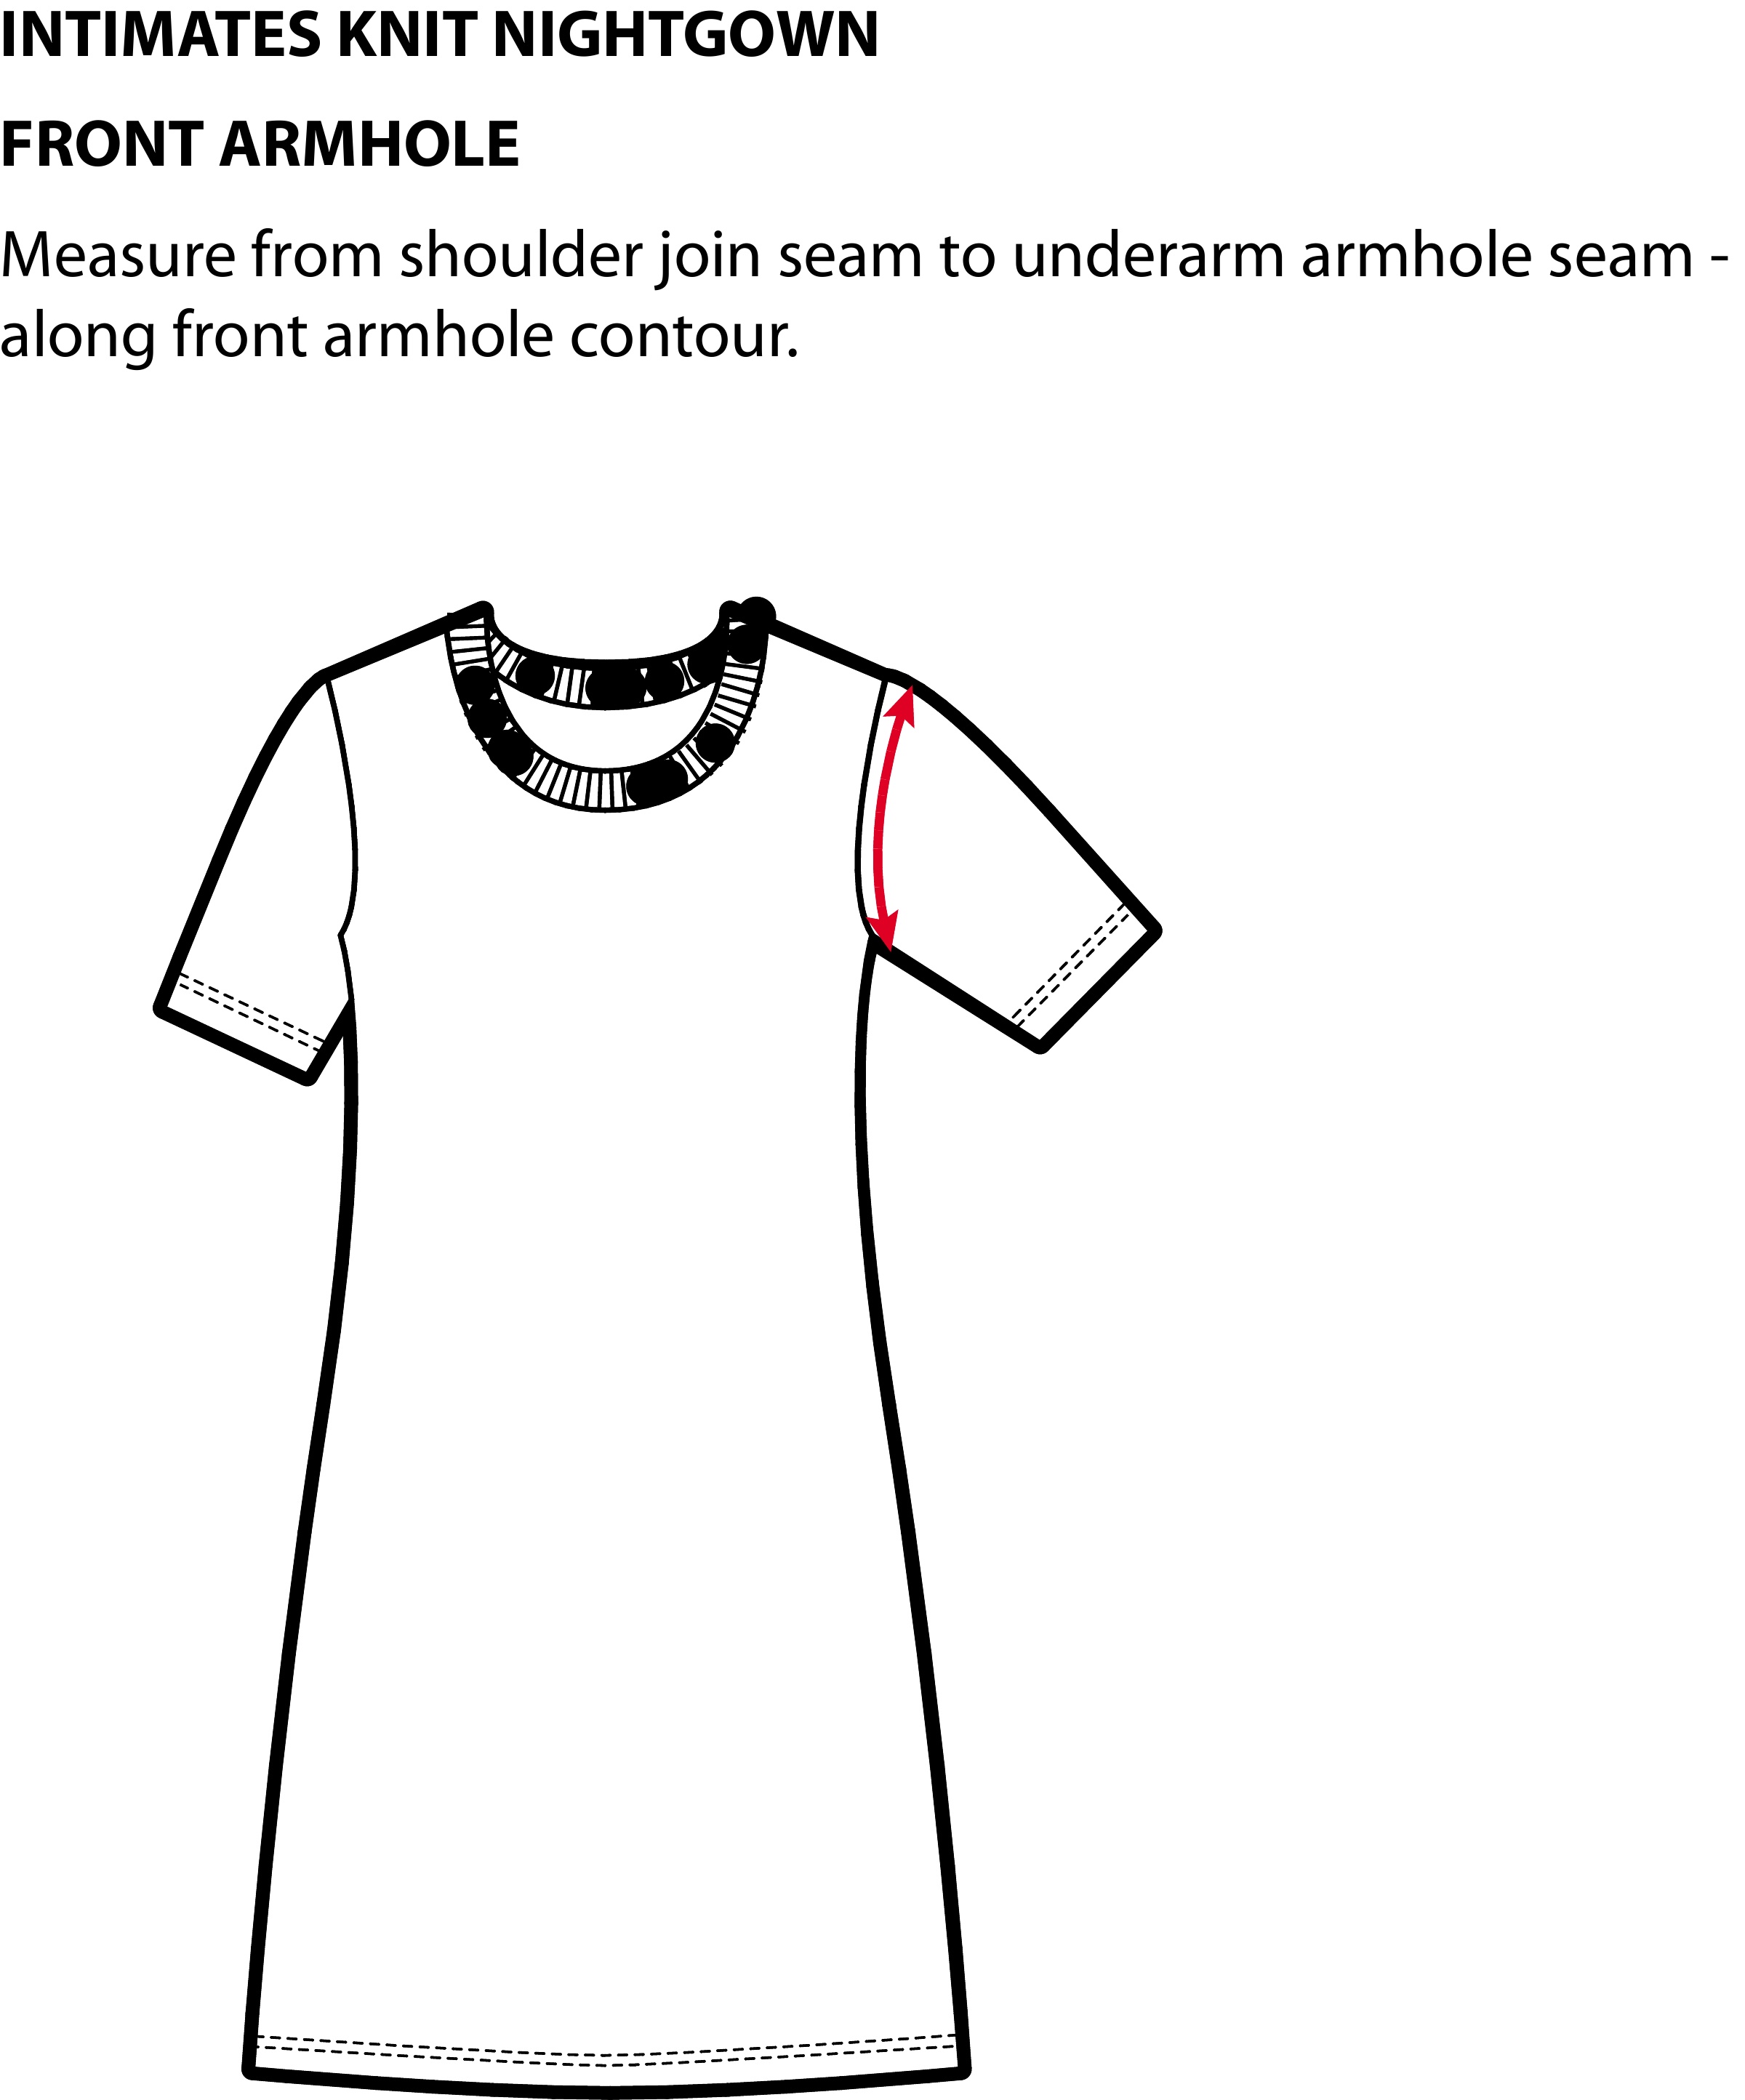 INTIMATES KNIT NIGHTGOWN
FRONT ARMHOLE
Measure from shoulder join seam to underarm armhole seam -
along front armhole contour.